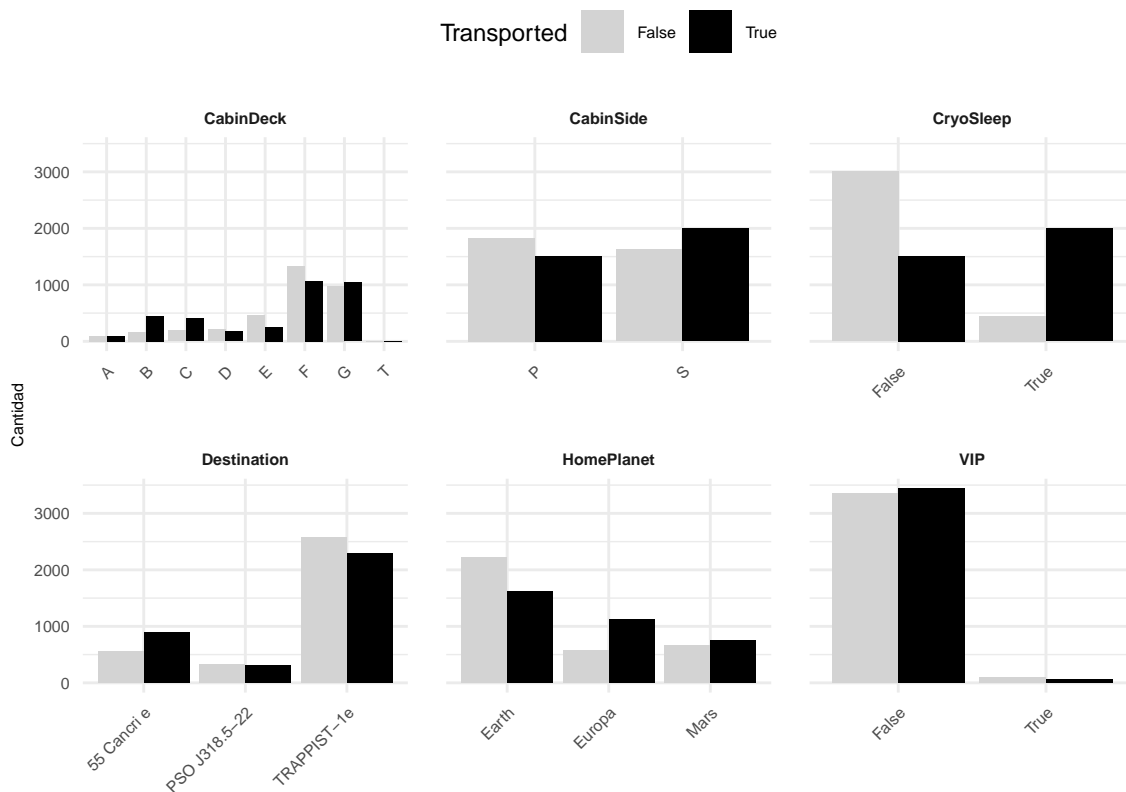 Transported False True
CabinDeck CabinSide CryoSleep
3000
2000
1000
0
A B C D E F G T P S False True
Cantidad
Destination HomePlanet VIP
3000
2000
1000
0
55 Cancri e PSO J318.5−22 TRAPPIST−1e Earth Europa Mars False True